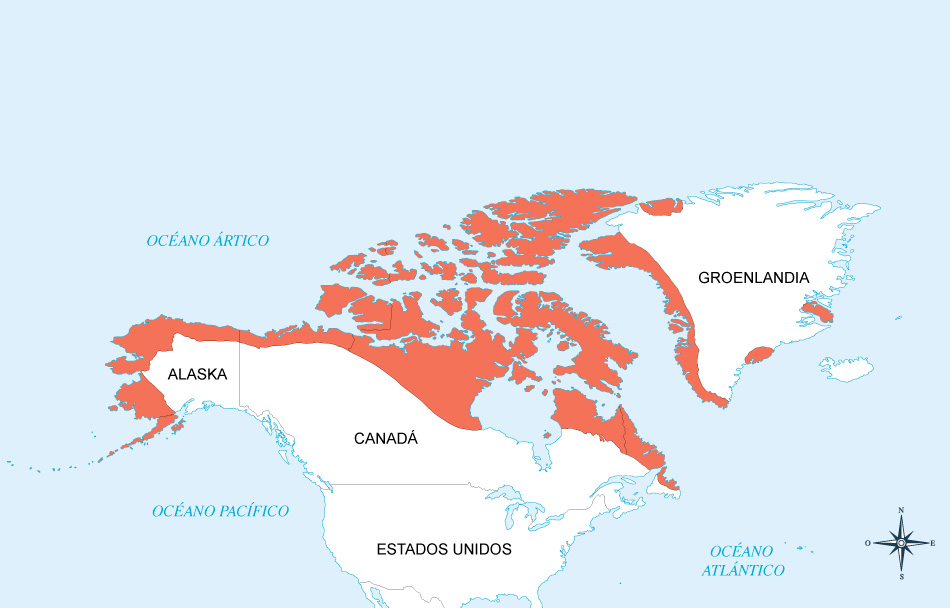 OCÉANO ÁRTICO
GROENLANDIA
ALASKA
CANADÁ
OCÉANO PACÍFICO
ESTADOS UNIDOS
OCÉANO
ATLÁNTICO
N
O
E
S